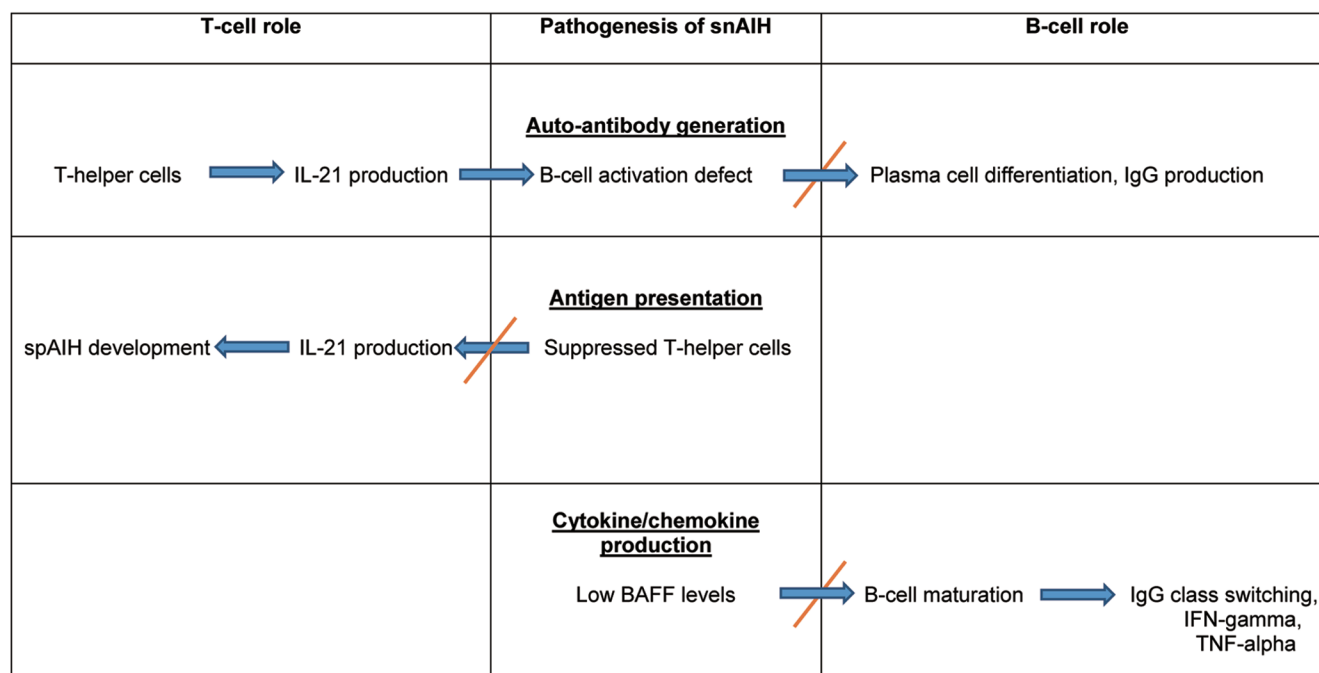 T-cell role
Pathogenesis of snAIH
B-cell role
Auto-antibody generation
T-helper cells
IL-21 production
B-cell activation defect
Plasma cell differentiation, IgG production
Antigen presentation
spAIH development
IL-21 production
Suppressed T-helper cells
Cytokine/chemokine
production
Low BAFF levels
B-cell maturation
IgG class switching,
IFN-gamma,
TNF-alpha